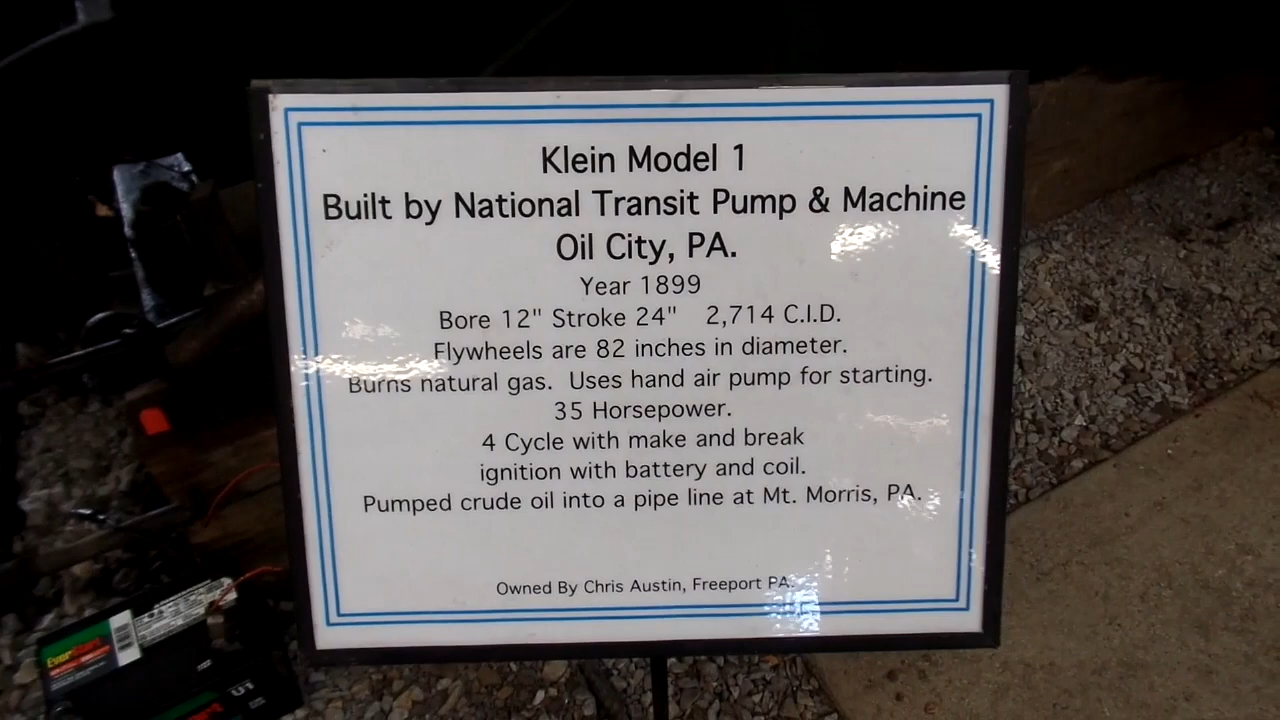 Klein Model 1
Built by National Transit Pump & Machine
Oil City, PA.
Year 1899
Bore 12" Stroke 24" 2,714 C.I.D.
Flywheels are 82 inches in diameter.
Burns natural gas. Uses hand air pump for starting.
35 Horsepower.
4 Cycle with make and break
ignition with battery and coil.
Pumped crude oil into a pipe line at Mt. Morris, PA.
Owned By Chris Austin, Freeport PA.
EverStart
U1